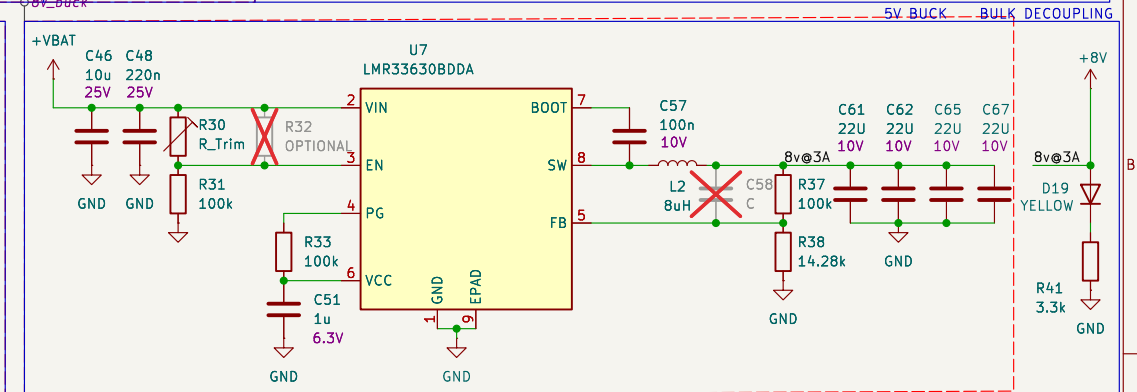 8V_BUCK
5V BUCK
BULK DECOUPLING
+VBAT
C46
10u
25V
C48
220n
25V
R30
R_Trim
R32
OPTIONAL
R31
100k
GND
GND
U7
LMR33630BDDA
2
VIN
3
EN
4
PG
6
VCC
BOOT
7
SW
8
FB
5
GND
1
EPAD
9
R33
100k
C51
1u
6.3V
GND
GND
C57
100n
10V
L2
8uH
C58
C
8v@3A
R37
100k
R38
14.28k
GND
C61
22U
10V
C62
22U
10V
C65
22U
10V
C67
22U
10V
GND
+8V
8v@3A
D19
YELLOW
R41
3.3k
GND
B